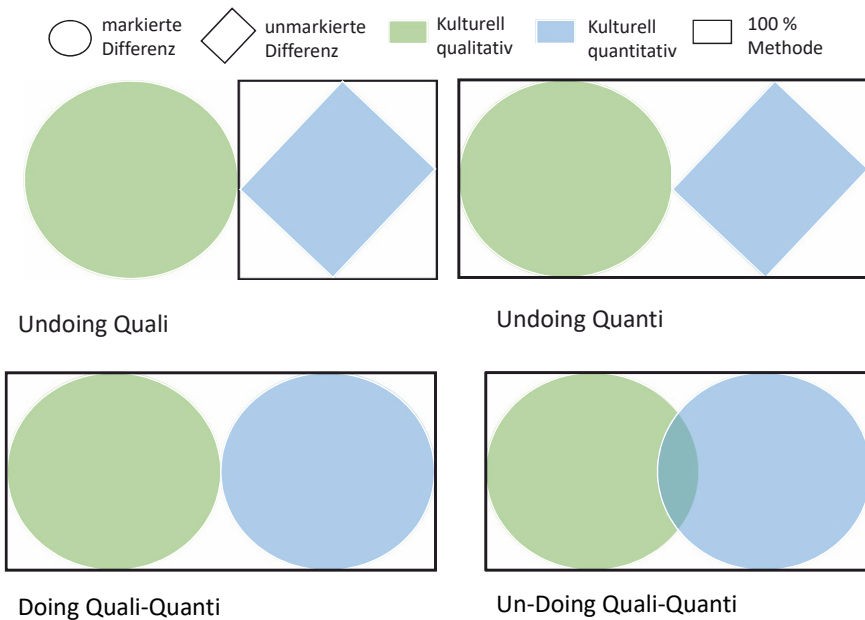 markierte
Differenz
unmarkierte
Differenz
Kulturell
qualitativ
Kulturell
quantitativ
100 %
Methode
Undoing Quali
Undoing Quanti
Doing Quali-Quanti
Un-Doing Quali-Quanti